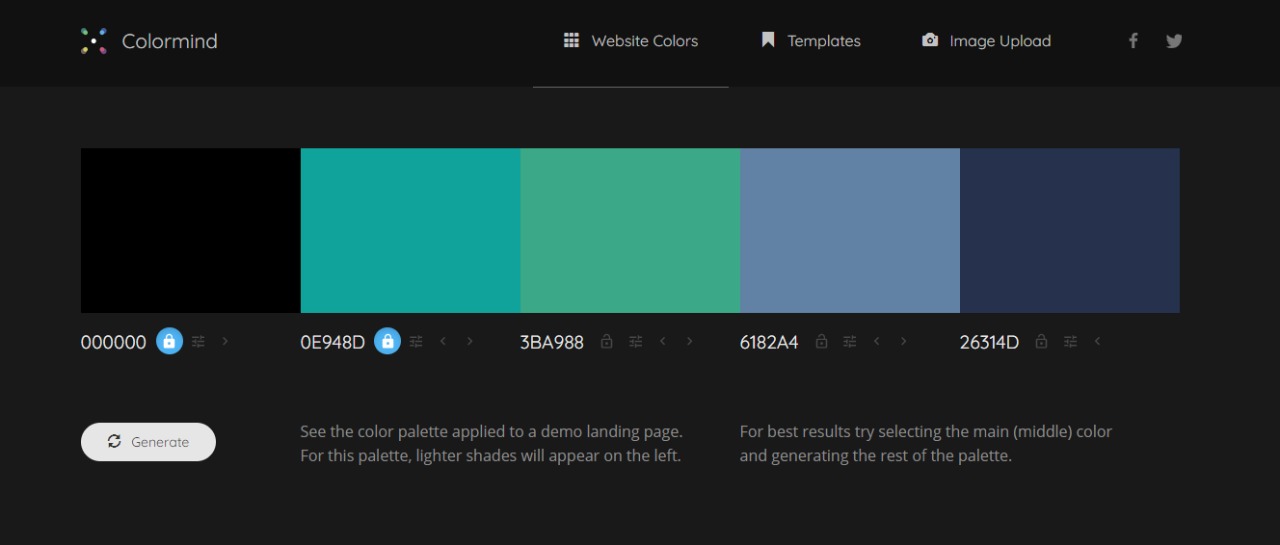 Colormind
Website Colors
Templates
Image Upload
000000
0E948D
3BA988
6182A4
26314D
Generate
See the color palette applied to a demo landing page.
For this palette, lighter shades will appear on the left.
For best results try selecting the main (middle) color
and generating the rest of the palette.